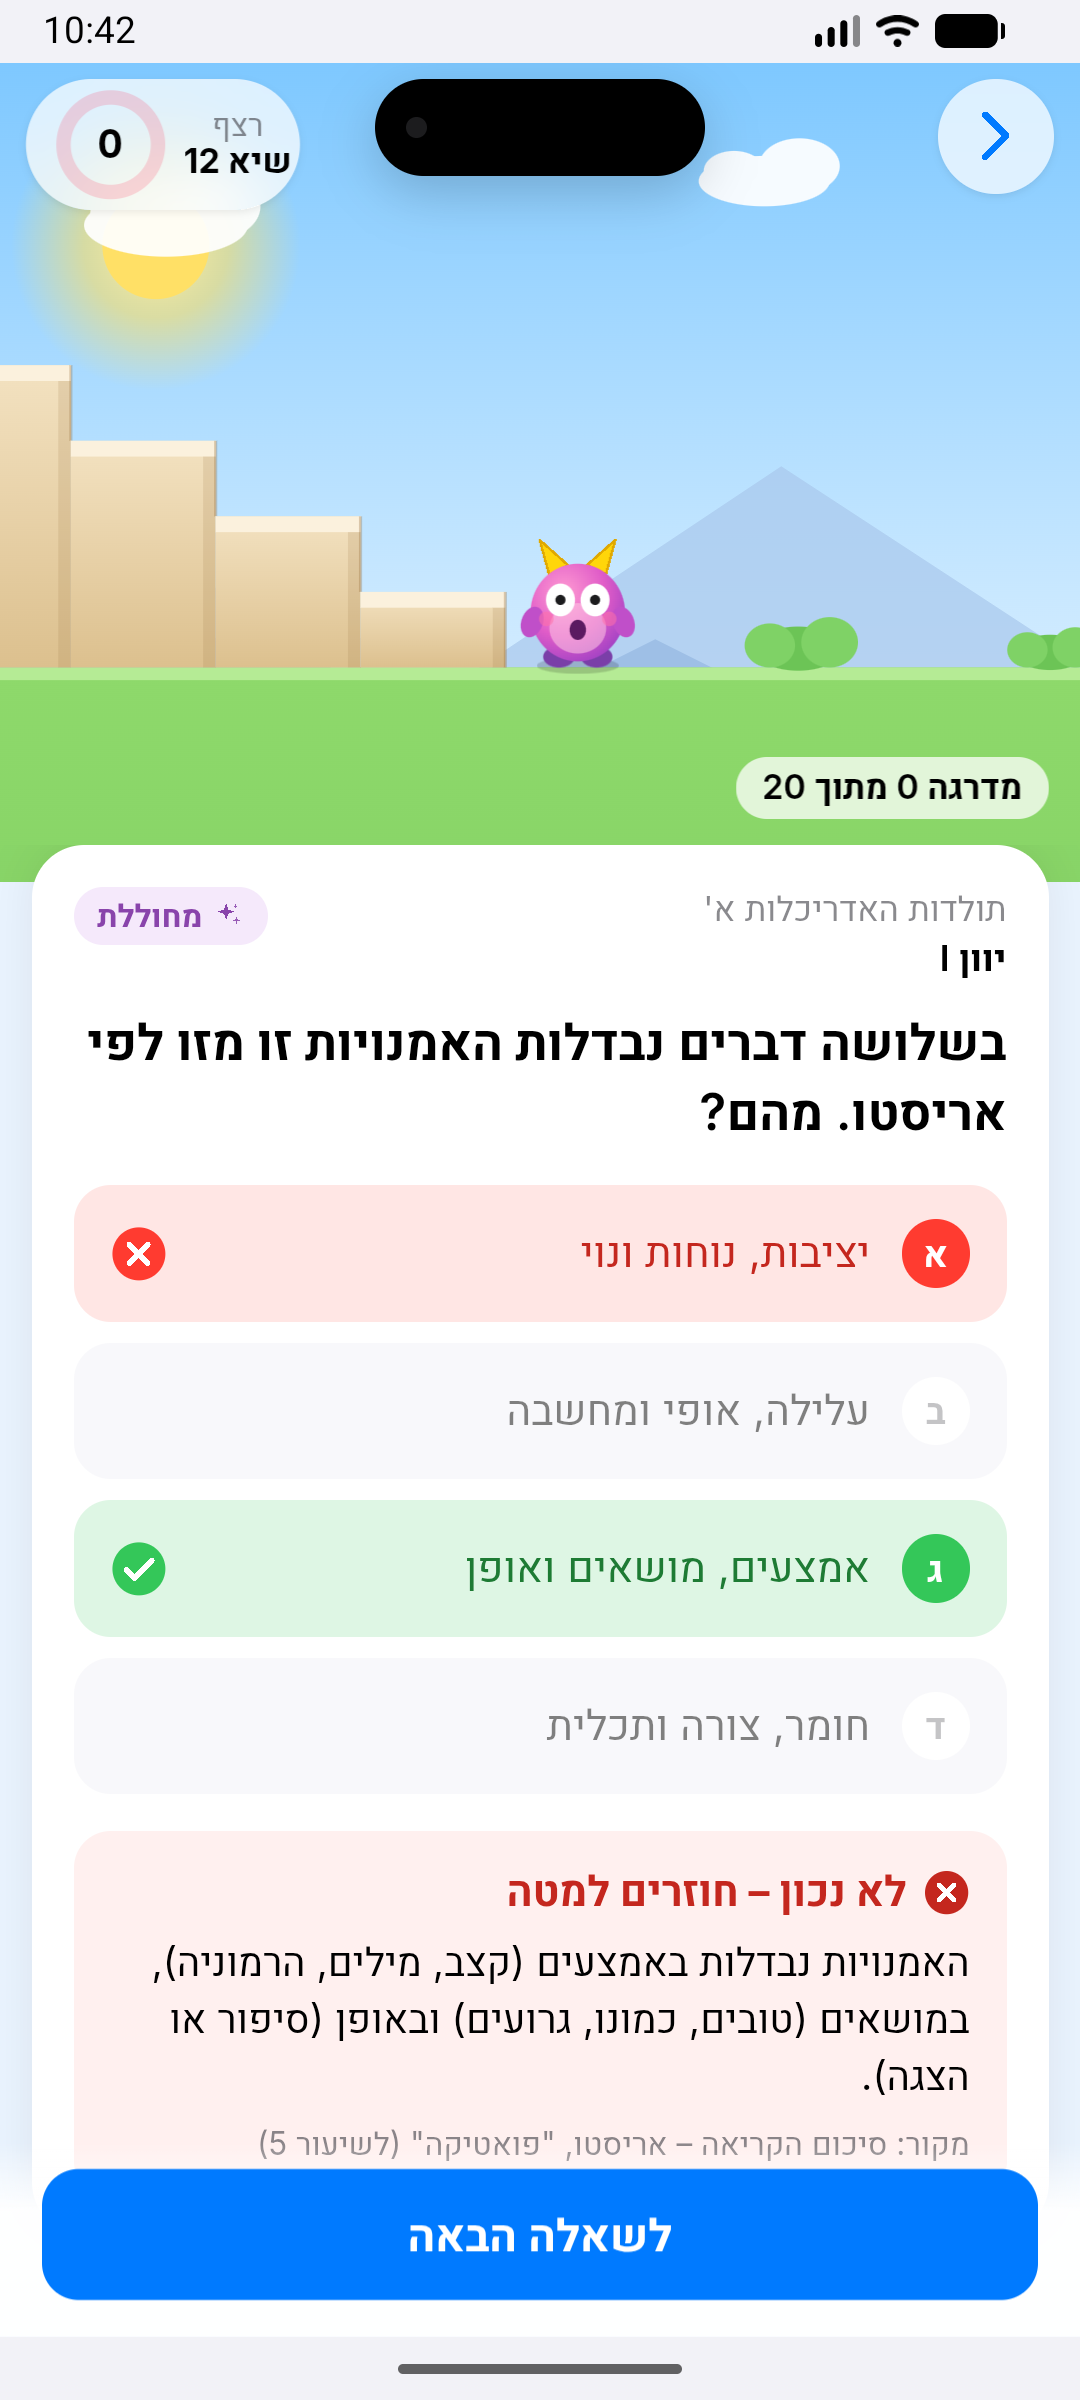 10:42
רצף
שיא 12
0
מדרגה 0 מתוך 20
תולדות האדריכלות א'
יוון I
מחוללת
בשלושה דברים נבדלות האמנויות זו מזו לפי
אריסטו. מהם?
א יציבות, נוחות ונוי
ב עלילה, אופי ומחשבה
ג אמצעים, מושאים ואופן
ד חומר, צורה ותכלית
לא נכון – חוזרים למטה
האמנויות נבדלות באמצעים (קצב, מילים, הרמוניה),
במושאים (טובים, כמונו, גרועים) ובאופן (סיפור או
הצגה).
מקור: סיכום הקריאה – אריסטו, "פואטיקה" (לשיעור 5)
לשאלה הבאה